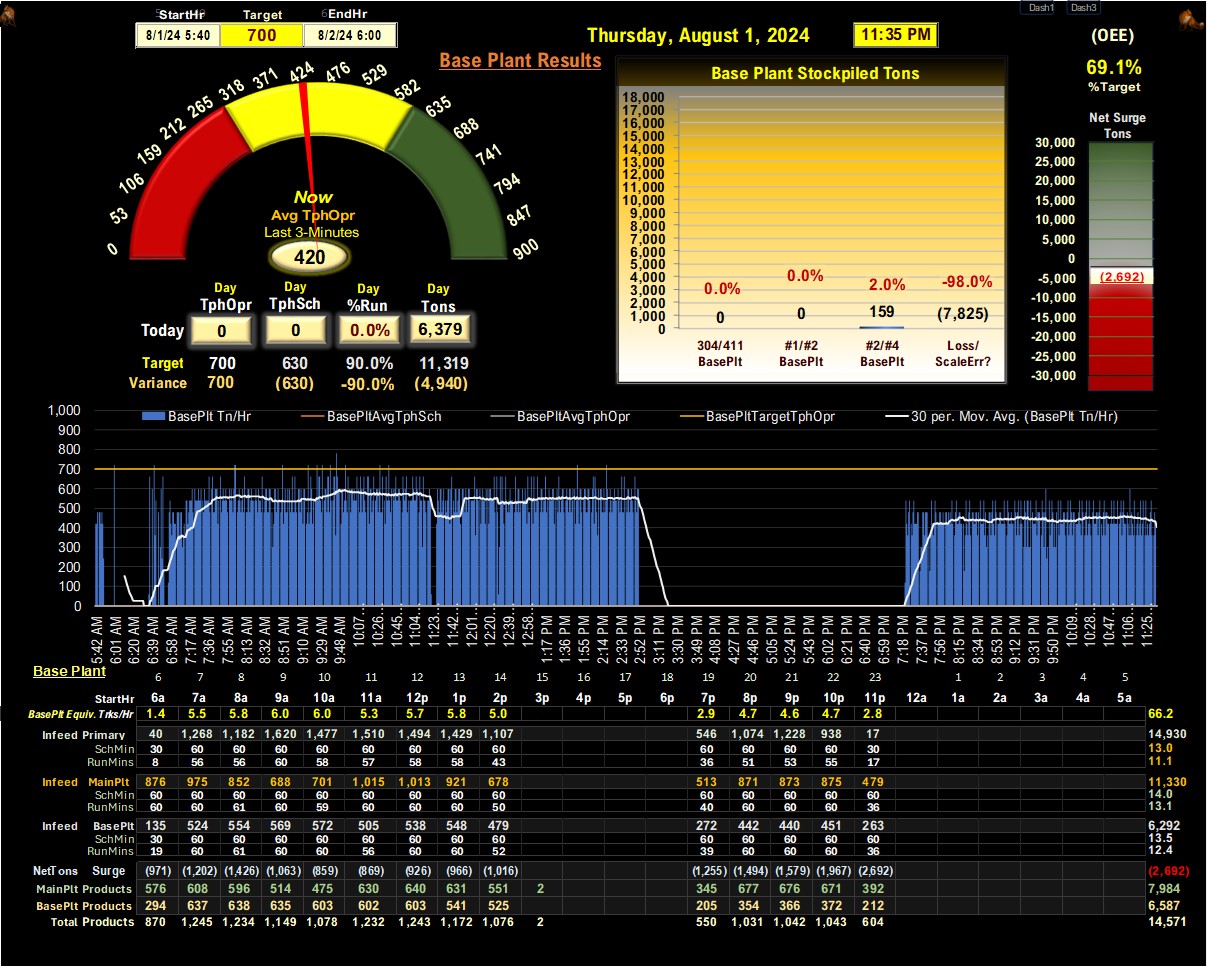 StartHr Target EndHr
8/1/24 5:40 700 8/2/24 6:00
Dash1 Dash3
Thursday, August 1, 2024 11:35 PM
(OEE)
69.1%
%Target
Base Plant Results
0 53 106 159 212 265 318 371 424 476 529 582 635 688 741 794 847 900
Now
Avg TphOpr
Last 3-Minutes
420
Day Day Day Day
TphOpr TphSch %Run Tons
Today 0 0 0.0% 6,379
Target 700 630 90.0% 11,319
Variance 700 (630) -90.0% (4,940)
Base Plant Stockpiled Tons
18,000
17,000
16,000
15,000
14,000
13,000
12,000
11,000
10,000
9,000
8,000
7,000
6,000
5,000
4,000
3,000
2,000
1,000
0
0.0% 0.0% 2.0% -98.0%
0 0 159 (7,825)
304/411 #1/#2 #2/#4 Loss/
BasePlt BasePlt BasePlt ScaleErr?
Net Surge
Tons
30,000
25,000
20,000
15,000
10,000
5,000
0
-5,000
-10,000
-15,000
-20,000
-25,000
-30,000
(2,692)
BasePlt Tn/Hr BasePltAvgTphSch BasePltAvgTphOpr BasePltTargetTphOpr 30 per. Mov. Avg. (BasePlt Tn/Hr)
1,000
900
800
700
600
500
400
300
200
100
0
5:42 AM 6:01 AM 6:20 AM 6:39 AM 6:58 AM 7:17 AM 7:36 AM 7:55 AM 8:13 AM 8:32 AM 8:51 AM 9:10 AM 9:29 AM 9:48 AM 10:07... 10:26... 10:45... 11:04... 11:23... 11:42... 12:01... 12:20... 12:39... 12:58... 1:17 PM 1:36 PM 1:55 PM 2:14 PM 2:52 PM 3:11 PM 3:30 PM 3:49 PM 4:08 PM 4:27 PM 4:46 PM 5:05 PM 5:24 PM 5:43 PM 6:02 PM 6:21 PM 6:40 PM 6:59 PM 7:18 PM 7:37 PM 7:56 PM 8:15 PM 8:34 PM 8:53 PM 9:12 PM 9:31 PM 9:50 PM 10:09... 10:28... 10:47... 11:06... 11:25...
Base Plant
6 7 8 9 10 11 12 13 14 15 16 17 18 19 20 21 22 23 1 2 3 4 5
StartHr 6a 7a 8a 9a 10a 11a 12p 1p 2p 3p 4p 5p 6p 7p 8p 9p 10p 11p 12a 1a 2a 3a 4a 5a
BasePlt Equiv. Trks/Hr 1.4 5.5 5.8 6.0 6.0 5.3 5.7 5.8 5.0 2.9 4.7 4.6 4.7 2.8 66.2
Infeed Primary 40 1,268 1,182 1,620 1,477 1,510 1,494 1,429 1,107 546 1,074 1,228 938 17 14,930
SchMin 30 60 60 60 60 60 60 60 60 60 60 60 60 30 13.0
RunMins 8 56 56 60 58 57 58 58 43 36 51 53 55 17 11.1
Infeed MainPlt 876 975 852 688 701 1,015 1,013 921 678 513 871 873 875 479 11,330
SchMin 60 60 60 60 60 60 60 60 60 60 60 60 60 60 14.0
RunMins 60 60 61 60 59 60 60 60 50 40 60 60 60 36 13.1
Infeed BasePlt 135 524 554 569 572 505 538 548 479 272 442 440 451 263 6,292
SchMin 30 60 60 60 60 60 60 60 60 60 60 60 60 60 13.5
RunMins 19 60 61 60 60 56 60 60 52 39 60 60 60 36 12.4
NetTons Surge (971) (1,202) (1,426) (1,063) (859) (869) (926) (966) (1,016) (1,255) (1,494) (1,579) (1,967) (2,692) (2,692)
MainPlt Products 576 608 596 514 475 630 640 631 551 2 345 677 676 671 392 7,984
BasePlt Products 294 637 638 635 603 602 603 541 525 205 354 366 372 212 6,587
Total Products 870 1,245 1,234 1,149 1,078 1,232 1,243 1,172 1,076 2 550 1,031 1,042 1,043 604 14,571